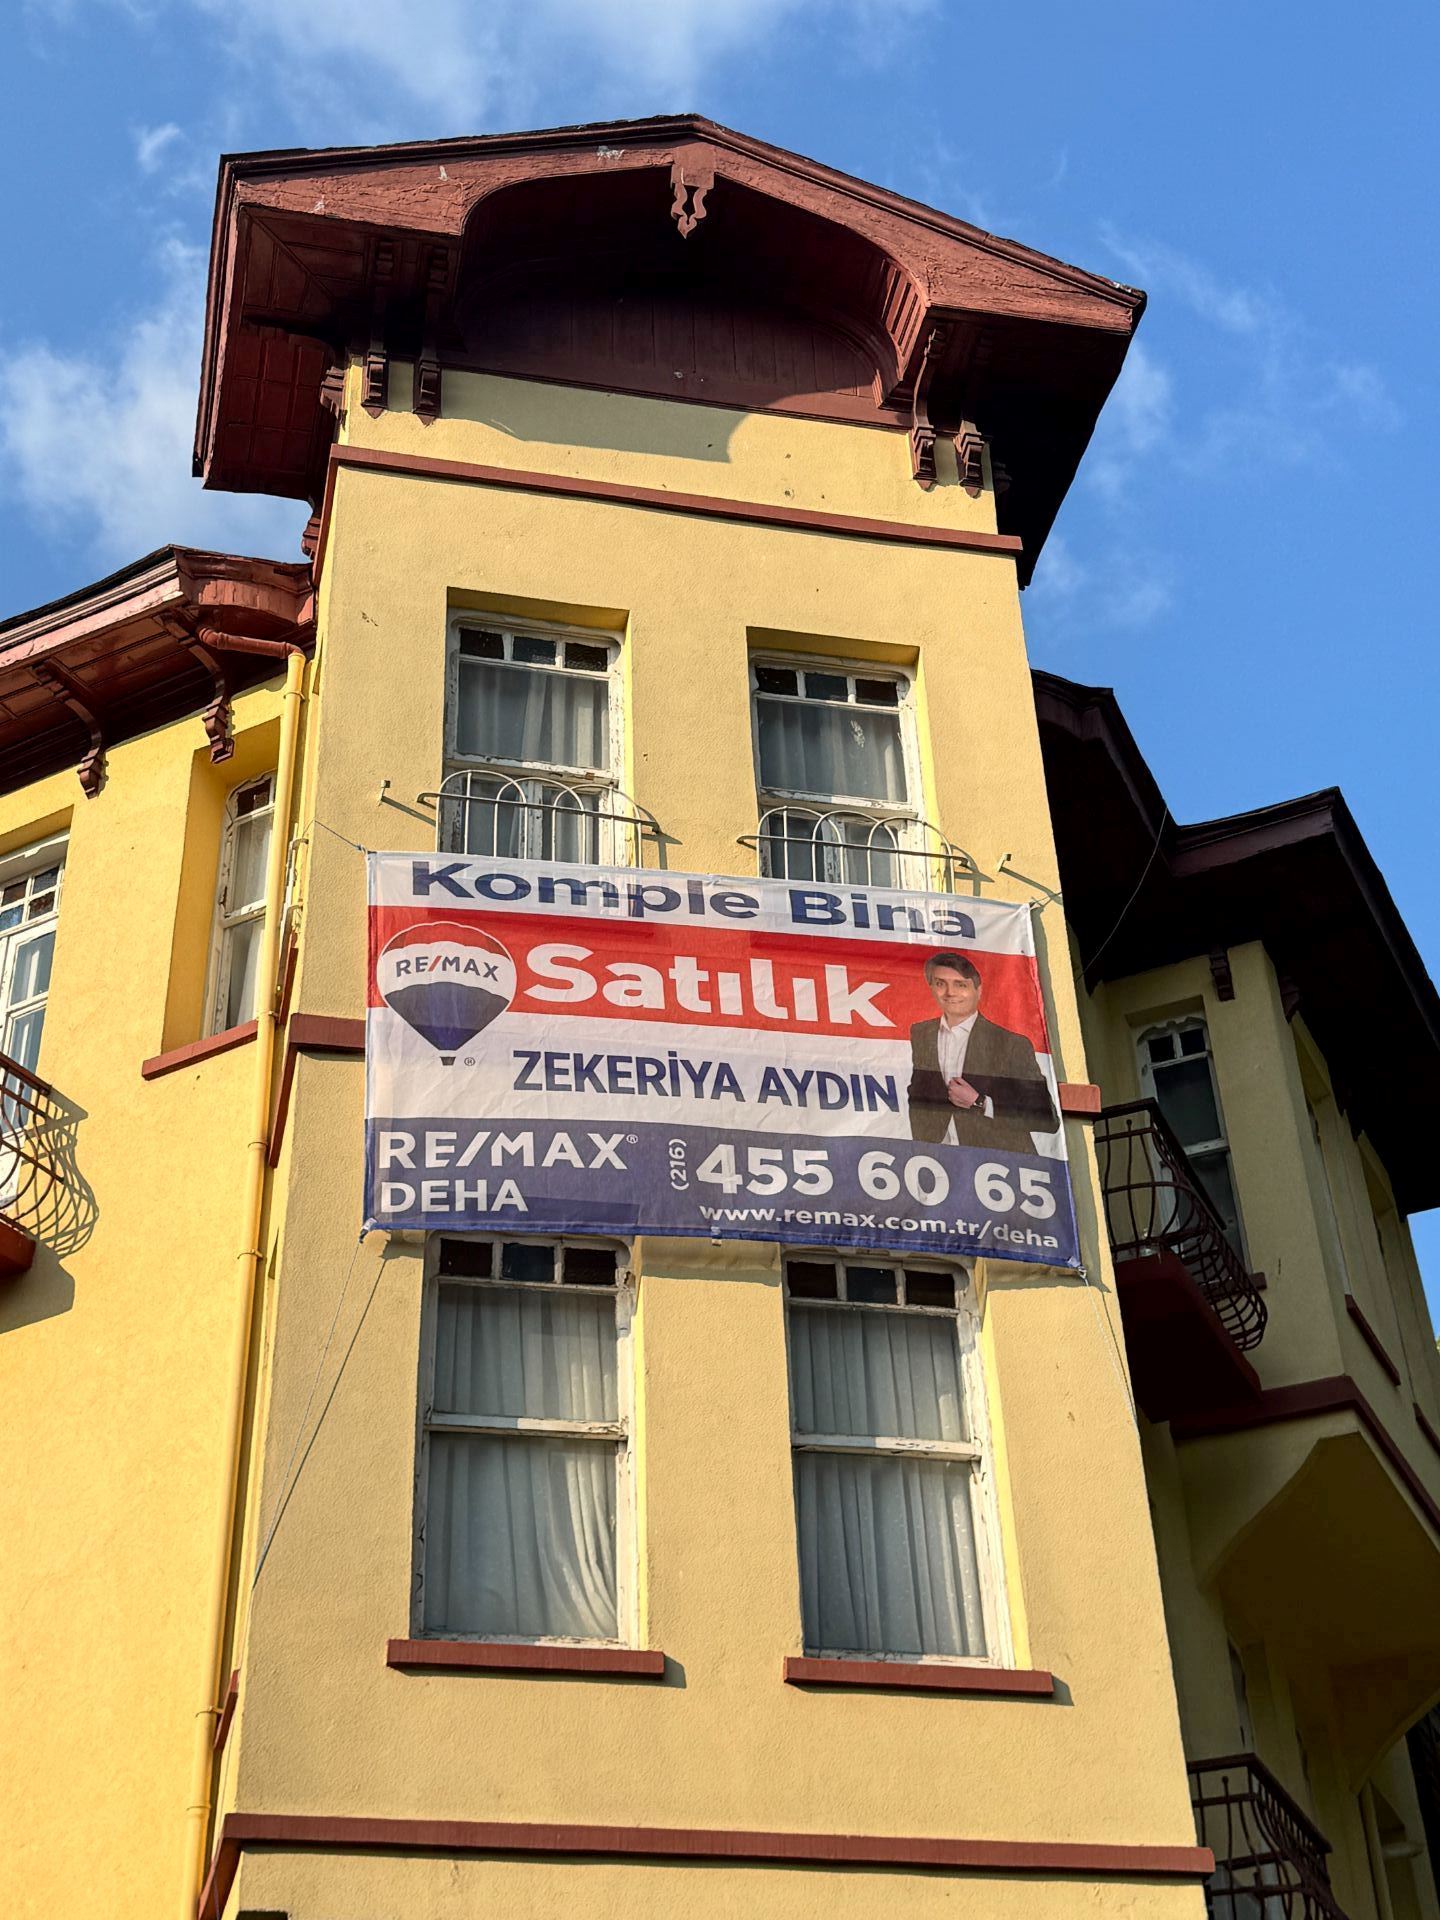 Komple Bina
RE/MAX
Satılık
®
ZEKERİYA AYDIN
RE/MAX®
DEHA
(216) 455 60 65
www.remax.com.tr/deha